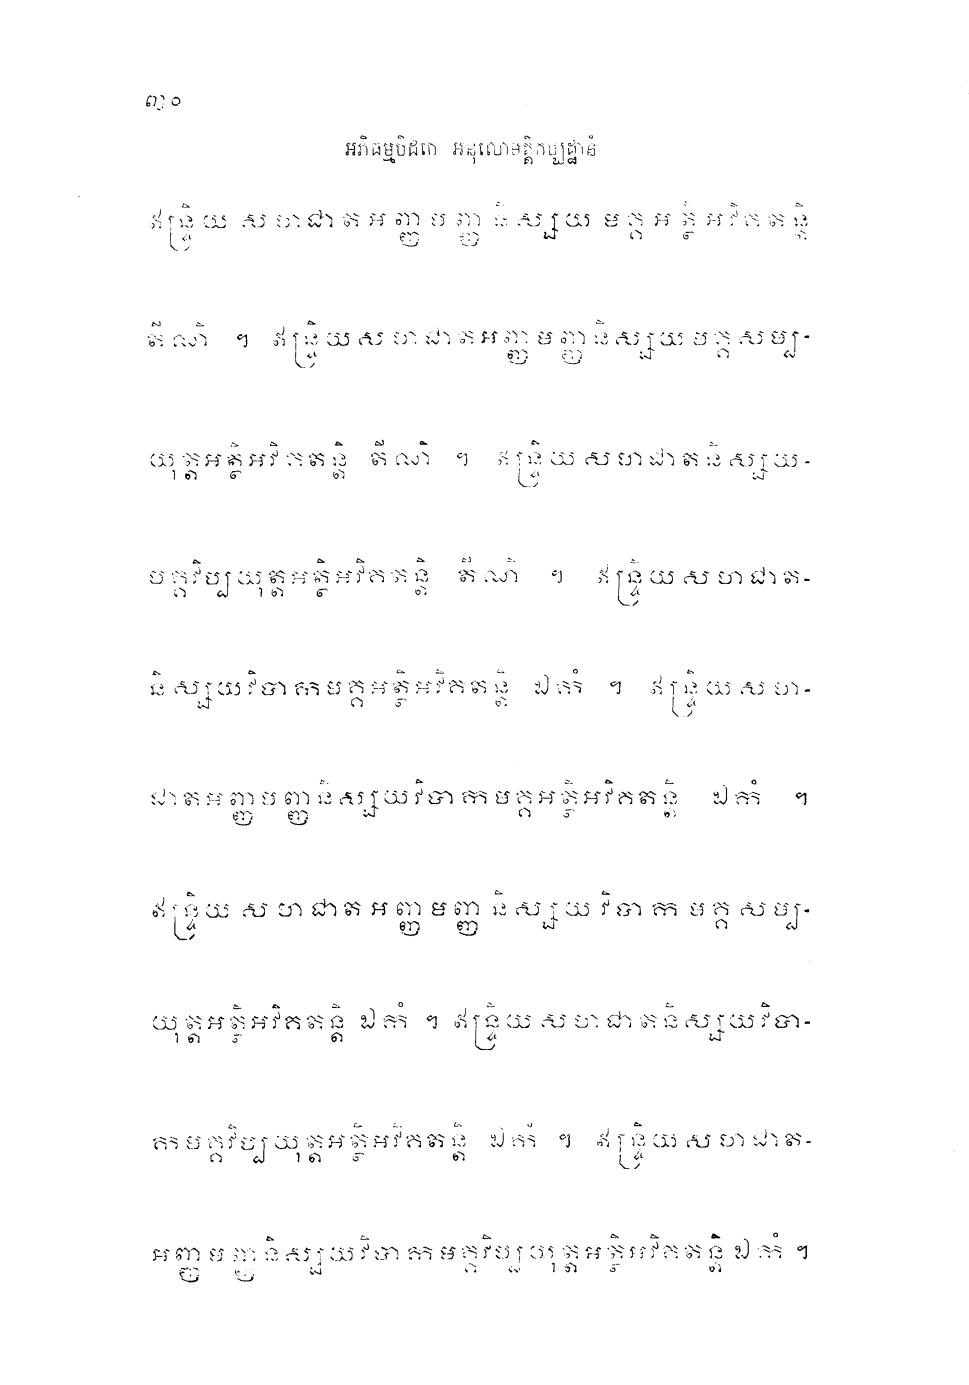 ៣០
អភិធម្មបិដកេ អនុលោមតិកប្បដ្ឋានំ
ឥន្ទ្រិយ សហជាតអញ្ញមញ្ញ និស្សយ មគ្គ អត្ថិ អវិគតន្តិ
តីណិ ។ ឥន្ទ្រិយសហជាតអញ្ញមញ្ញនិស្សយមគ្គសម្ប-
យុត្តអត្ថិអវិគតន្តិ តីណិ ។ ឥន្ទ្រិយសហជាតនិស្សយ-
មគ្គវិប្បយុត្តអត្ថិអវិគតន្តិ តីណិ ។ ឥន្ទ្រិយសហជាត-
និស្សយវិបាកមគ្គអត្ថិអវិគតន្តិ ឯកំ ។ ឥន្ទ្រិយសហ-
ជាតអញ្ញមញ្ញនិស្សយវិបាកមគ្គអត្ថិអវិគតន្តិ ឯកំ ។
ឥន្ទ្រិយសហជាតអញ្ញមញ្ញនិស្សយវិបាកមគ្គសម្ប-
យុត្តអត្ថិអវិគតន្តិ ឯកំ ។ ឥន្ទ្រិយសហជាតនិស្សយវិបា-
កមគ្គវិប្បយុត្តអត្ថិអវិគតន្តិ ឯកំ ។ ឥន្ទ្រិយសហជាត-
អញ្ញមញ្ញនិស្សយវិបាកមគ្គវិប្បយុត្តអត្ថិអវិគតន្តិ ឯកំ ។